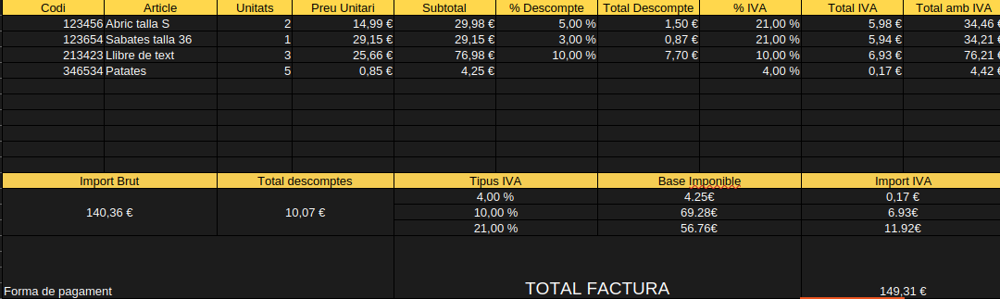 Codi Article Unitats Preu Unitari Subtotal % Descompte Total Descompte % IVA Total IVA Total amb IVA
123456 Abric talla S 2 14,99 € 29,98 € 5,00 % 1,50 € 21,00 % 5,98 € 34,46 €
123654 Sabates talla 36 1 29,15 € 29,15 € 3,00 % 0,87 € 21,00 % 5,94 € 34,21 €
213423 Llibre de text 3 25,66 € 76,98 € 10,00 % 7,70 € 10,00 % 6,93 € 76,21 €
346534 Patates 5 0,85 € 4,25 € 4,00 % 0,17 € 4,42 €
Import Brut Total descomptes Tipus IVA Base Imponible Import IVA
4,00 % 4.25€ 0,17 €
140,36 € 10,07 € 10,00 % 69.28€ 6.93€
21,00 % 56.76€ 11.92€
Forma de pagament TOTAL FACTURA 149,31 €